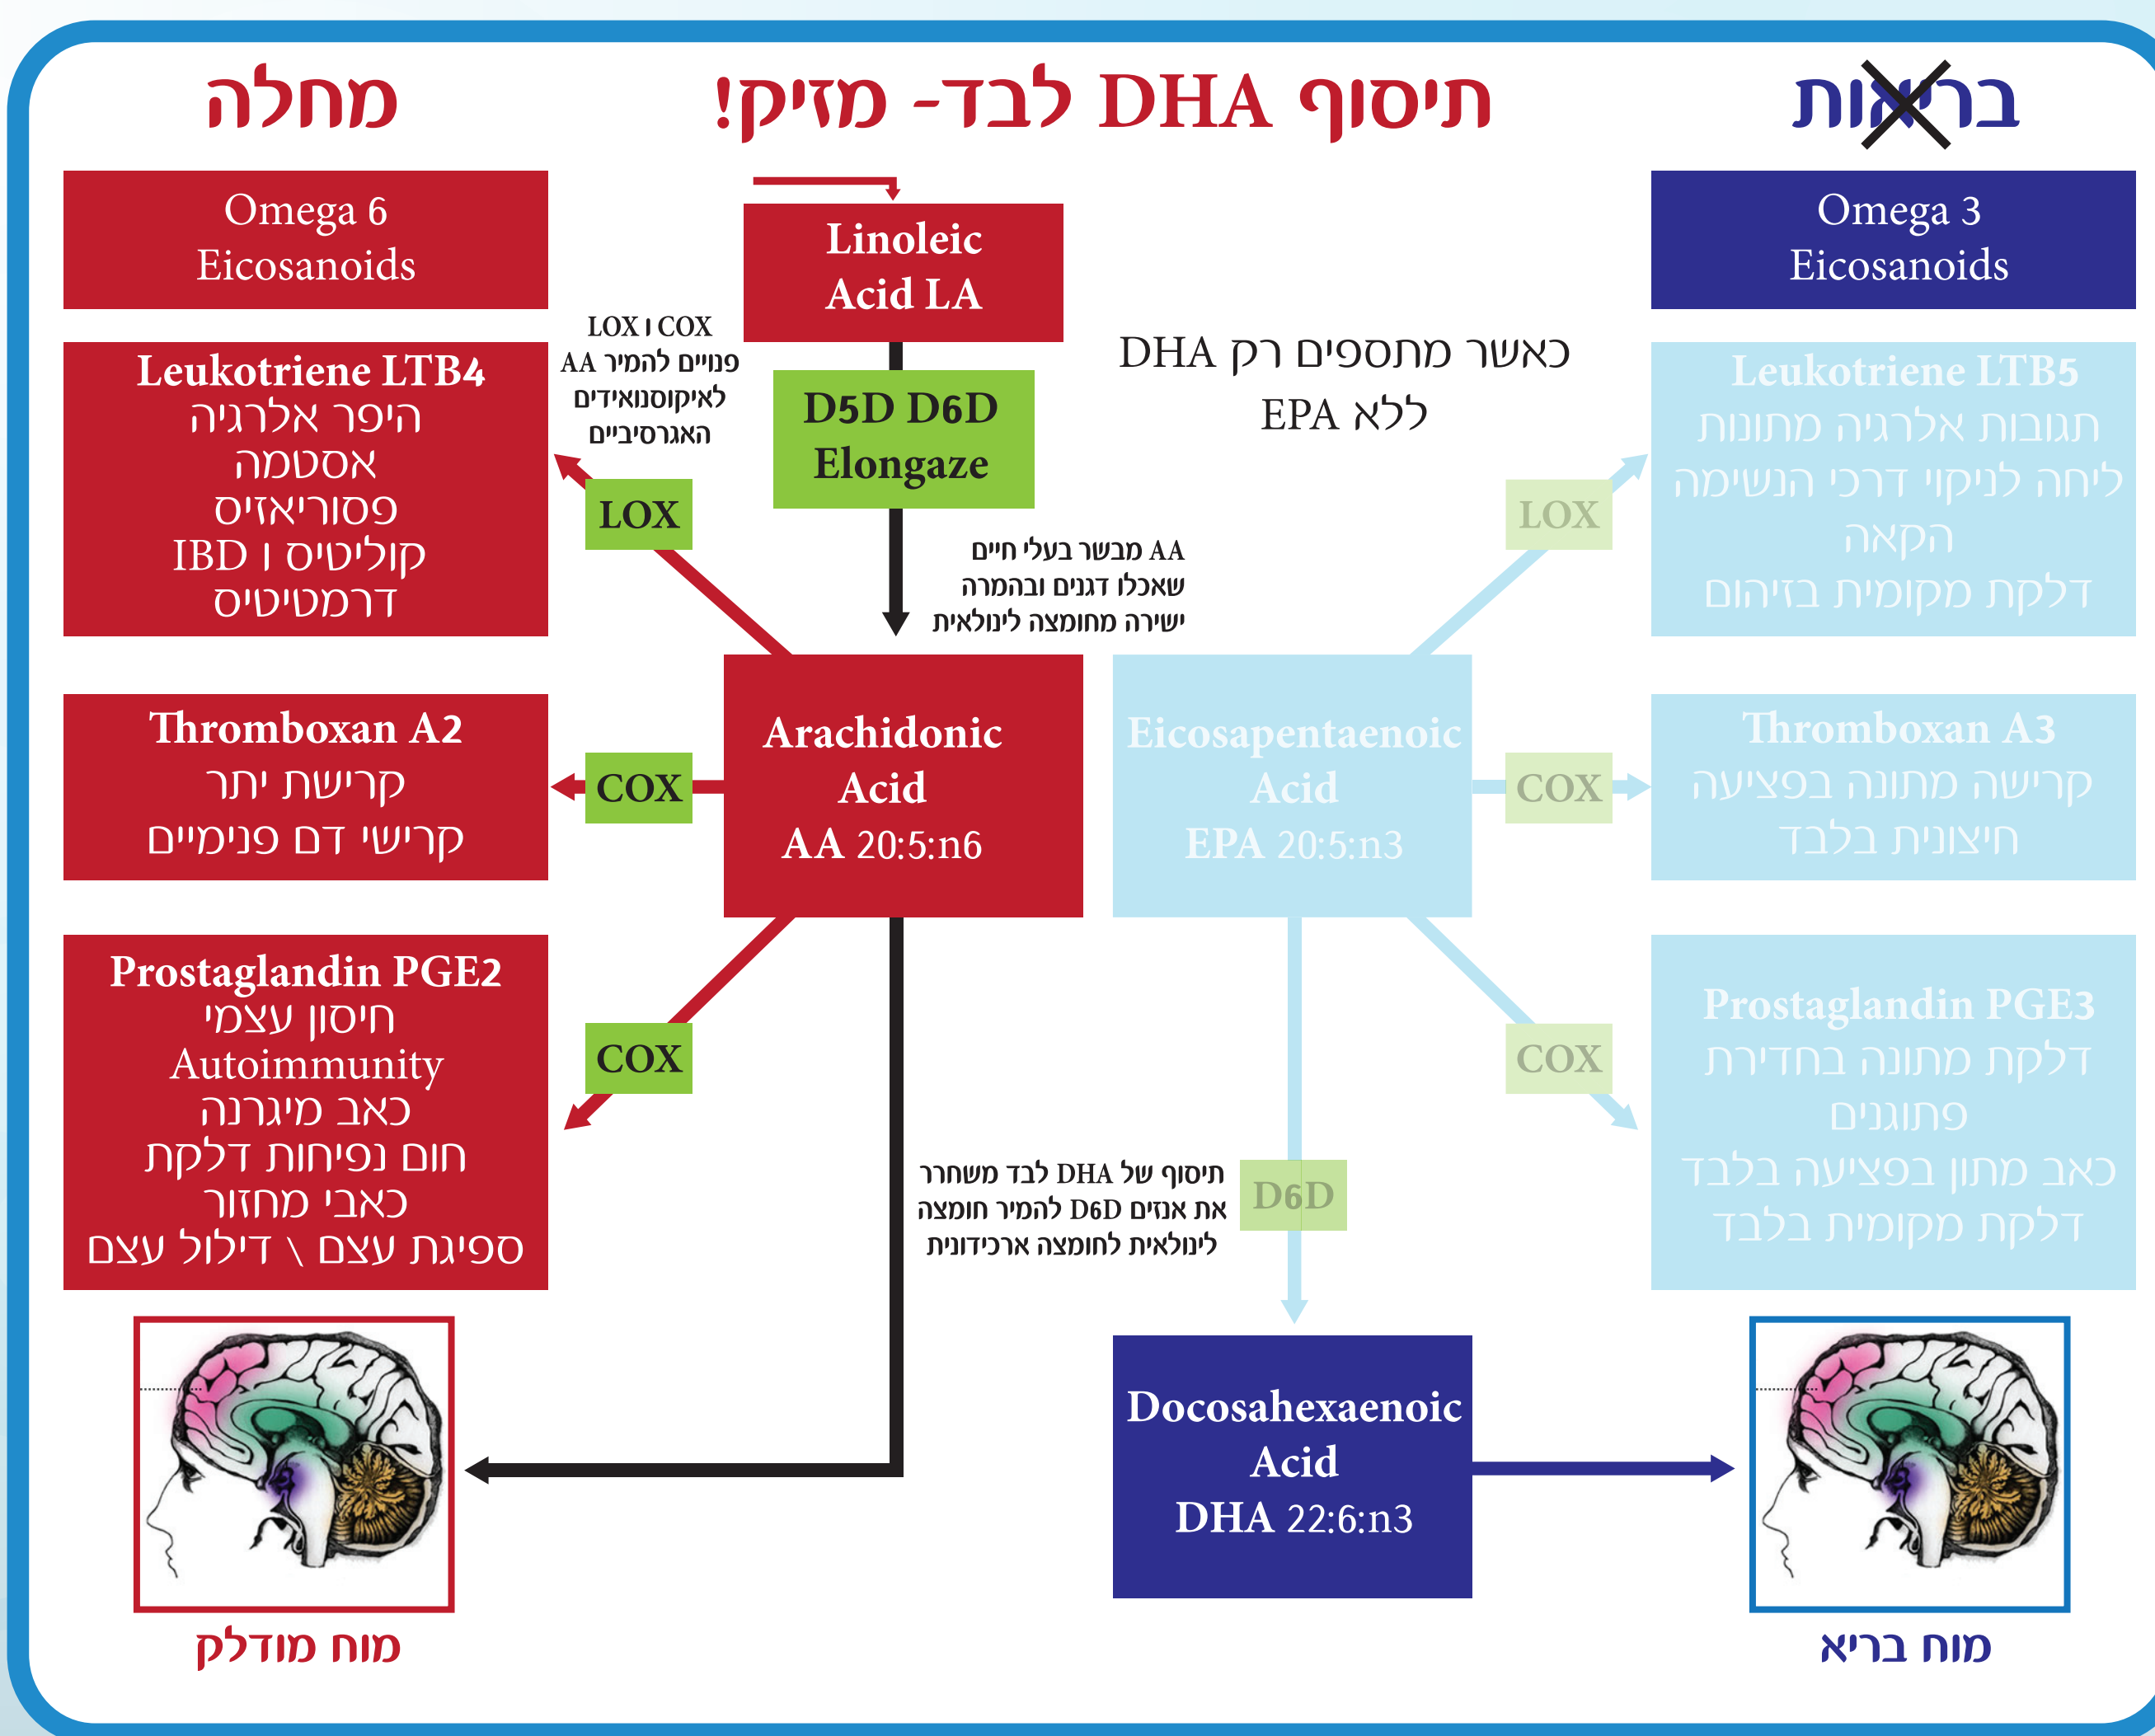 בריאות
תיסוף DHA לבד- מזיק!
מחלה
Omega 3
Eicosanoids
Leukotriene LTB5
תגובות אלרגיה מתונות
ליחה לניקוי דרכי הנשימה
הקאה
דלקת מקומית בזיהום
Thromboxan A3
קרישה מתונה בפציעה
חיצונית בלבד
Prostaglandin PGE3
דלקת מתונה בחדירת
פתוגנים
כאב מתון בפציעה בלבד
דלקת מקומית בלבד
מוח בריא
כאשר מתספים רק DHA
ללא EPA
LOX
COX
COX
Eicosapentaenoic
Acid
EPA 20:5:n3
D6D
Docosahexaenoic
Acid
DHA 22:6:n3
Linoleic
Acid LA
D5D D6D
Elongaze
AA מבשר בעלי חיים
שאכלו דגנים ובהמרה
ישירה מחומצה לינולאית
Arachidonic
Acid
AA 20:5:n6
תיסוף של DHA לבד משחרר
את אנזים D6D להמיר חומצה
לינולאית לחומצה ארכידונית
COX ו LOX
פנויים להמיר AA
לאיקוסנואידים
האגרסיביים
LOX
COX
COX
Omega 6
Eicosanoids
Leukotriene LTB4
היפר אלרגיה
אסטמה
פסוריאזיס
קוליטיס ו IBD
דרמטיטיס
Thromboxan A2
קרישת יתר
קרישי דם פנימיים
Prostaglandin PGE2
חיסון עצמי
Autoimmunity
כאב מיגרנה
חום נפיחות דלקת
כאבי מחזור
ספיגת עצם \ דילול עצם
מוח מודלק